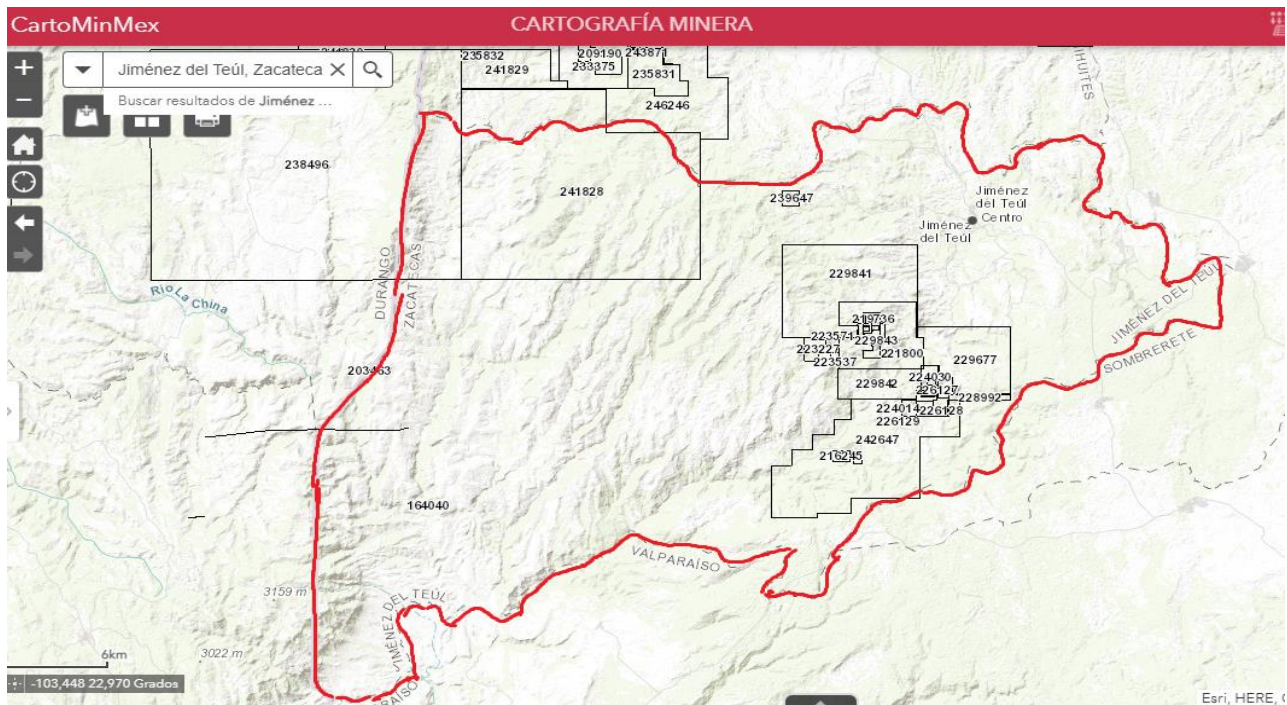 CartoMinMex
CARTOGRAFÍA MINERA
+
−
Jiménez del Teúl, Zacateca X
Buscar resultados de Jiménez ...
235832
241829
209190
233375
243871
235831
246246
238496
241828
239647
Jiménez
del Teúl
Centro
Jiménez
del Teúl
DURANGO
ZACATECAS
Río La China
229841
219736
223571
229843
223227
221800
223537
229677
229842
224030
226127
228992
224014
226128
226129
242647
216245
JIMÉNEZ DEL TEÚL
SOMBRERETE
203463
164040
VALPARAÍSO
JIMÉNEZ DEL TEÚL
3159 m
3022 m
6km
-103,448 22,970 Grados
Esri, HERE,